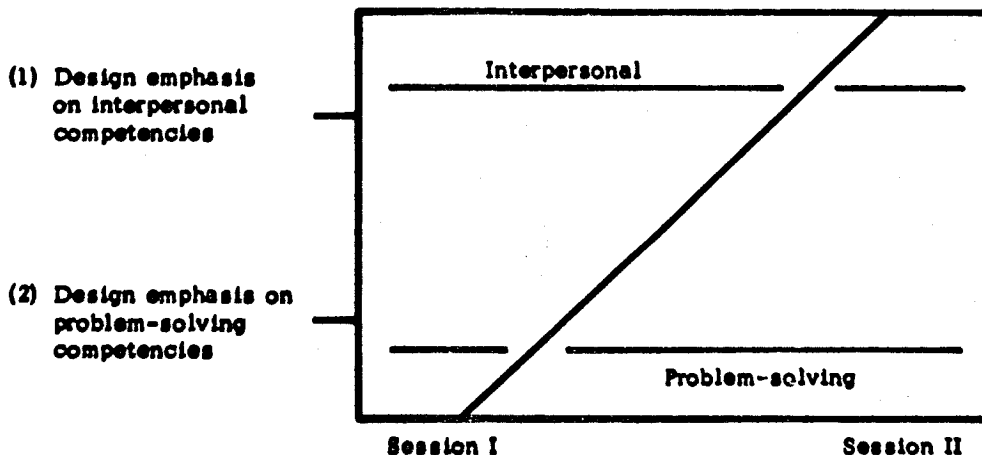 (1) Design emphasis
on interpersonal
competencies
Interpersonal
(2) Design emphasis on
problem-solving
competencies
Problem-solving
Session I
Session II